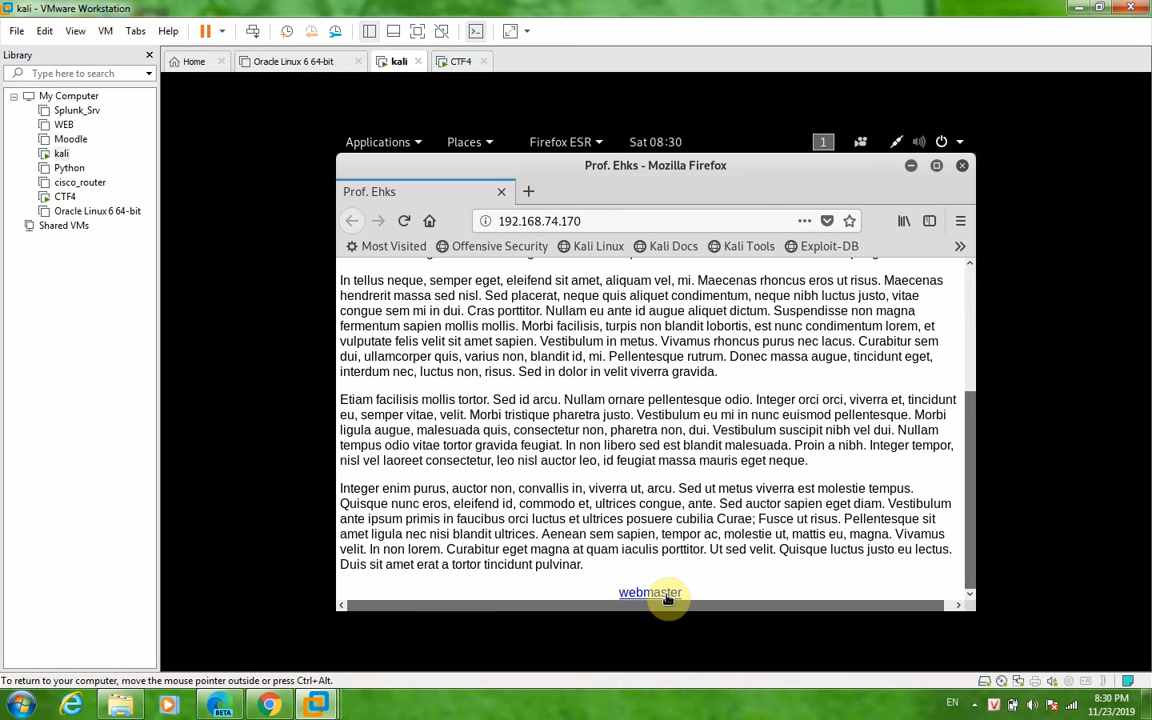 kali - VMware Workstation
File Edit View VM Tabs Help
Library
Type here to search
My Computer
Splunk_Srv
WEB
Moodle
kali
Python
cisco_router
CTF4
Oracle Linux 6 64-bit
Shared VMs
Home Oracle Linux 6 64-bit kali CTF4
Applications Places Firefox ESR Sat 08:30 1
Prof. Ehks - Mozilla Firefox
Prof. Ehks
192.168.74.170
Most Visited Offensive Security Kali Linux Kali Docs Kali Tools Exploit-DB
In tellus neque, semper eget, eleifend sit amet, aliquam vel, mi. Maecenas rhoncus eros ut risus. Maecenas
hendrerit massa sed nisl. Sed placerat, neque quis aliquet condimentum, neque nibh luctus justo, vitae
congue sem mi in dui. Cras porttitor. Nullam eu ante id augue aliquet dictum. Suspendisse non magna
fermentum sapien mollis mollis. Morbi facilisis, turpis non blandit lobortis, est nunc condimentum lorem, et
vulputate felis velit sit amet sapien. Vestibulum in metus. Vivamus rhoncus purus nec lacus. Curabitur sem
dui, ullamcorper quis, varius non, blandit id, mi. Pellentesque rutrum. Donec massa augue, tincidunt eget,
interdum nec, luctus non, risus. Sed in dolor in velit viverra gravida.
Etiam facilisis mollis tortor. Sed id arcu. Nullam ornare pellentesque odio. Integer orci orci, viverra et, tincidunt
eu, semper vitae, velit. Morbi tristique pharetra justo. Vestibulum eu mi in nunc euismod pellentesque. Morbi
ligula augue, malesuada quis, consectetur non, pharetra non, dui. Vestibulum suscipit nibh vel dui. Nullam
tempus odio vitae tortor gravida feugiat. In non libero sed est blandit malesuada. Proin a nibh. Integer tempor,
nisl vel laoreet consectetur, leo nisl auctor leo, id feugiat massa mauris eget neque.
Integer enim purus, auctor non, convallis in, viverra ut, arcu. Sed ut metus viverra est molestie tempus.
Quisque nunc eros, eleifend id, commodo et, ultrices congue, ante. Sed auctor sapien eget diam. Vestibulum
ante ipsum primis in faucibus orci luctus et ultrices posuere cubilia Curae; Fusce ut risus. Pellentesque sit
amet ligula nec nisi blandit ultrices. Aenean sem sapien, tempor ac, molestie ut, mattis eu, magna. Vivamus
velit. In non lorem. Curabitur eget magna at quam iaculis porttitor. Ut sed velit. Quisque luctus justo eu lectus.
Duis sit amet erat a tortor tincidunt pulvinar.
webmaster
To return to your computer, move the mouse pointer outside or press Ctrl+Alt.
BETA
EN
V
8:30 PM
11/23/2019